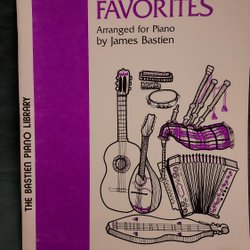 FAVORITES
Arranged for Piano
by James Bastien
THE BASTIEN PIANO LIBRARY